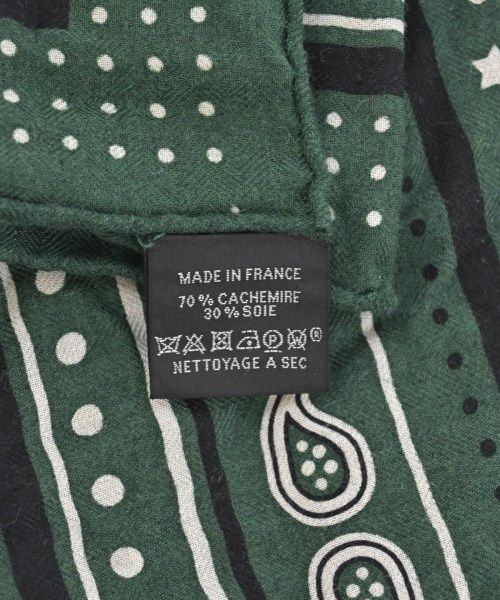 MADE IN FRANCE
70 % CACHEMIRE
30 % SOIE
®
NETTOYAGE A SEC